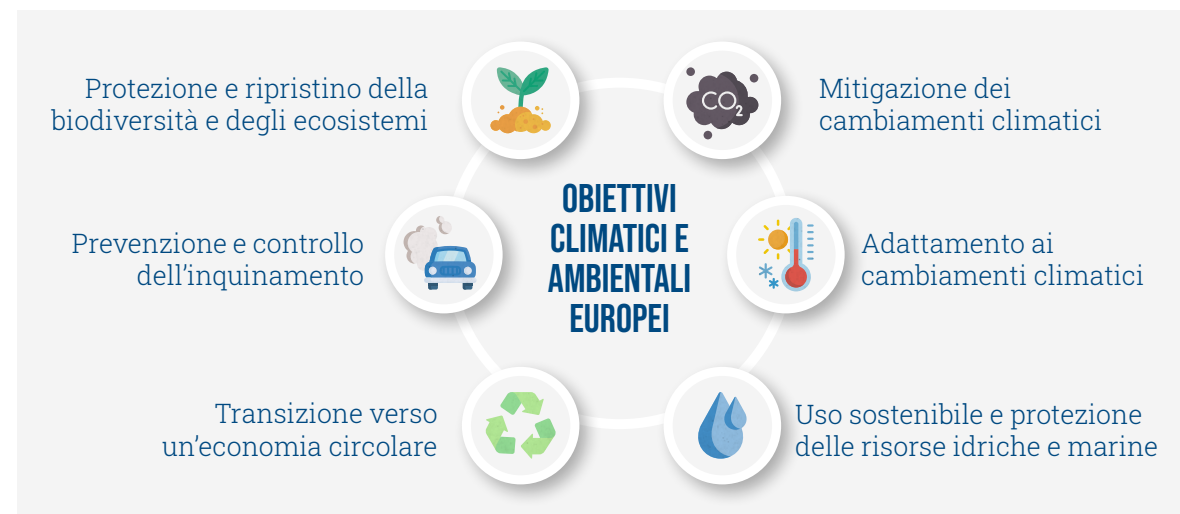 Protezione e ripristino della
biodiversità e degli ecosistemi
Mitigazione dei
cambiamenti climatici
CO2
OBIETTIVI
CLIMATICI E
AMBIENTALI
EUROPEI
Prevenzione e controllo
dell'inquinamento
Adattamento ai
cambiamenti climatici
Transizione verso
un'economia circolare
Uso sostenibile e protezione
delle risorse idriche e marine